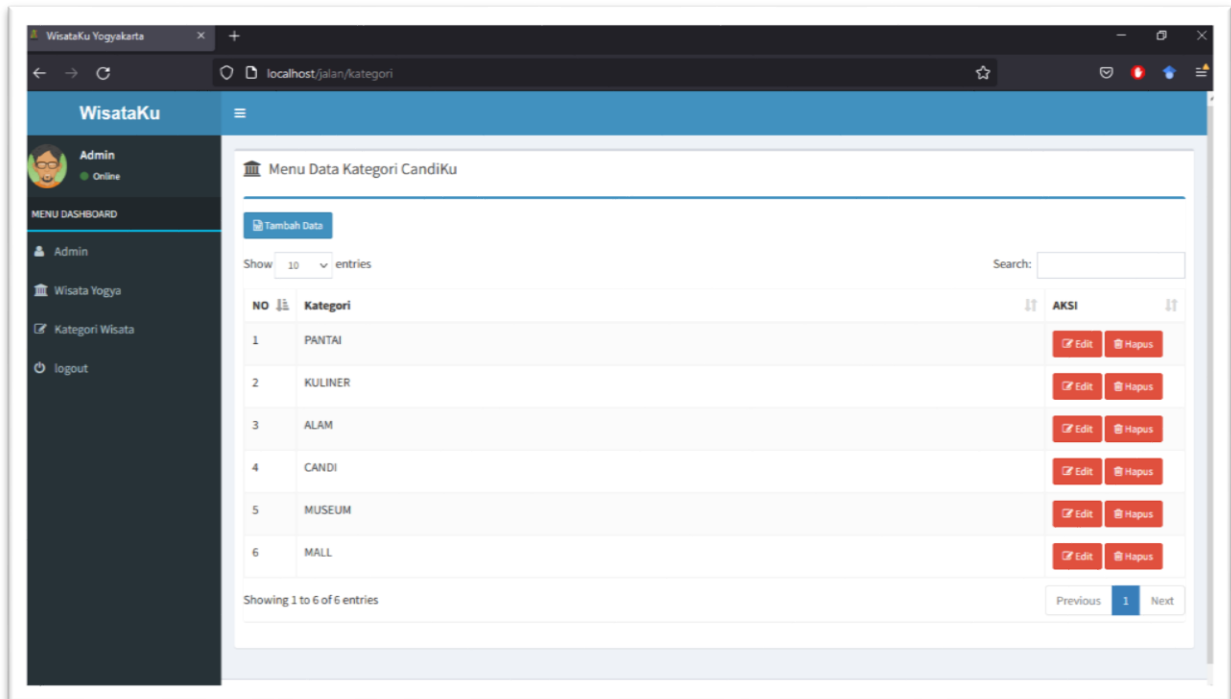 WisataKu Yogyakarta
localhost/jalan/kategori
WisataKu
Admin
Online
MENU DASHBOARD
Admin
Wisata Yogya
Kategori Wisata
logout
Menu Data Kategori CandiKu
Tambah Data
Show 10 entries Search:
NO Kategori AKSI
1 PANTAI Edit Hapus
2 KULINER Edit Hapus
3 ALAM Edit Hapus
4 CANDI Edit Hapus
5 MUSEUM Edit Hapus
6 MALL Edit Hapus
Showing 1 to 6 of 6 entries Previous 1 Next